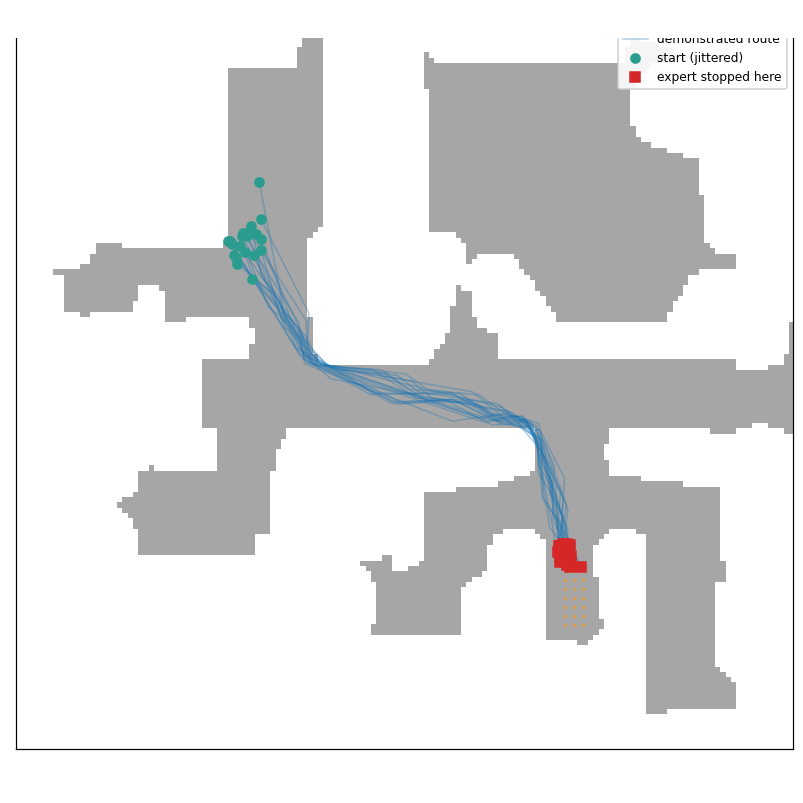 demonstrated route
start (jittered)
expert stopped here